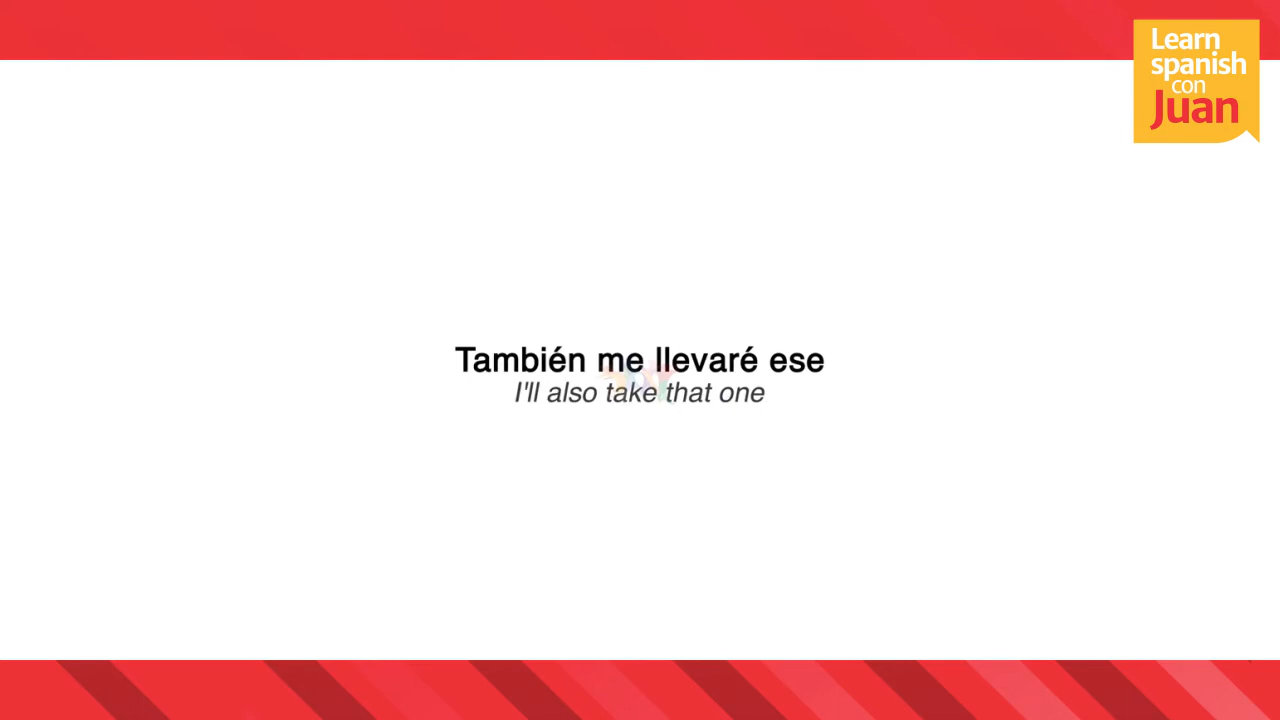 Learn
spanish
con
Juan
También me llevaré ese
I'll also take that one